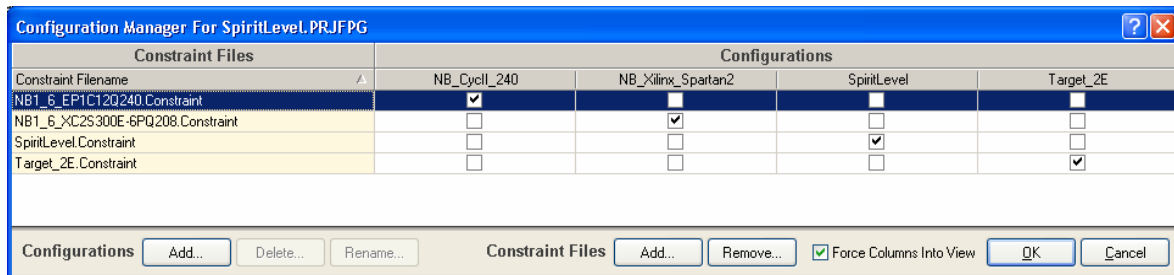 Configuration Manager For SpiritLevel.PRJFPG
Constraint Files Configurations
Constraint Filename NB_CycII_240 NB_Xilinx_Spartan2 SpiritLevel Target_2E
NB1_6_EP1C12Q240.Constraint
NB1_6_XC2S300E-6PQ208.Constraint
SpiritLevel.Constraint
Target_2E.Constraint
Configurations Add... Delete... Rename... Constraint Files Add... Remove... Force Columns Into View OK Cancel